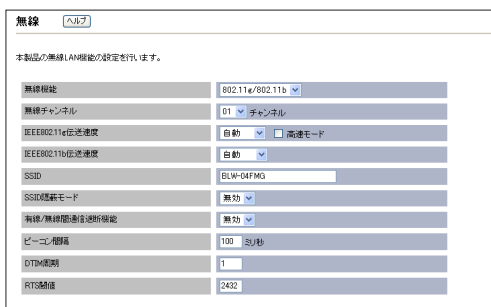 無線 ヘルプ
本製品の無線LAN機能の設定を行います。
無線機能 802.11g/802.11b
無線チャンネル 01 チャンネル
IEEE802.11g伝送速度 自動 高速モード
IEEE802.11b伝送速度 自動
SSID BLW-04FMG
SSID隠蔽モード 無効
有線/無線間通信遮断機能 無効
ビーコン間隔 100 ミリ秒
DTIM周期 1
RTS閾値 2432